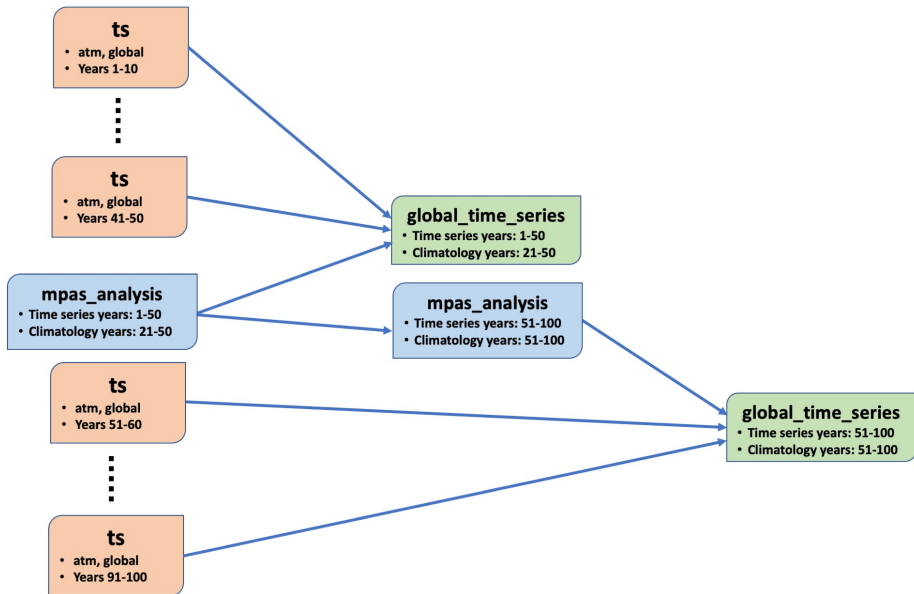 ts
• atm, global
• Years 1-10
ts
• atm, global
• Years 41-50
global_time_series
• Time series years: 1-50
• Climatology years: 21-50
mpas_analysis
• Time series years: 1-50
• Climatology years: 21-50
mpas_analysis
• Time series years: 51-100
• Climatology years: 51-100
ts
• atm, global
• Years 51-60
global_time_series
• Time series years: 51-100
• Climatology years: 51-100
ts
• atm, global
• Years 91-100